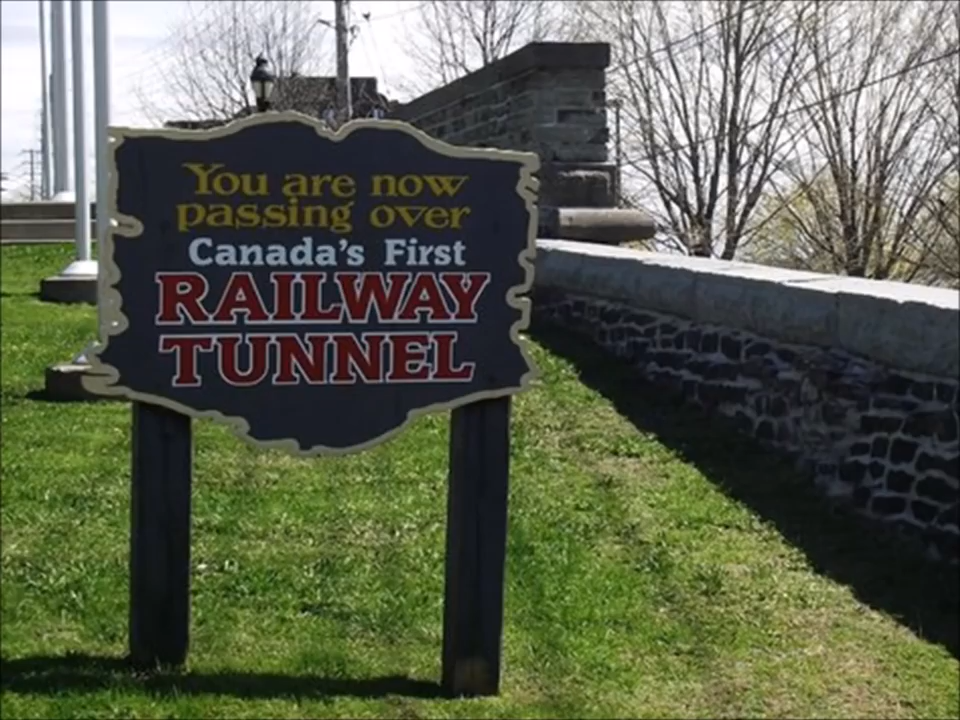 You are now
passing over
Canada's First
RAILWAY
TUNNEL